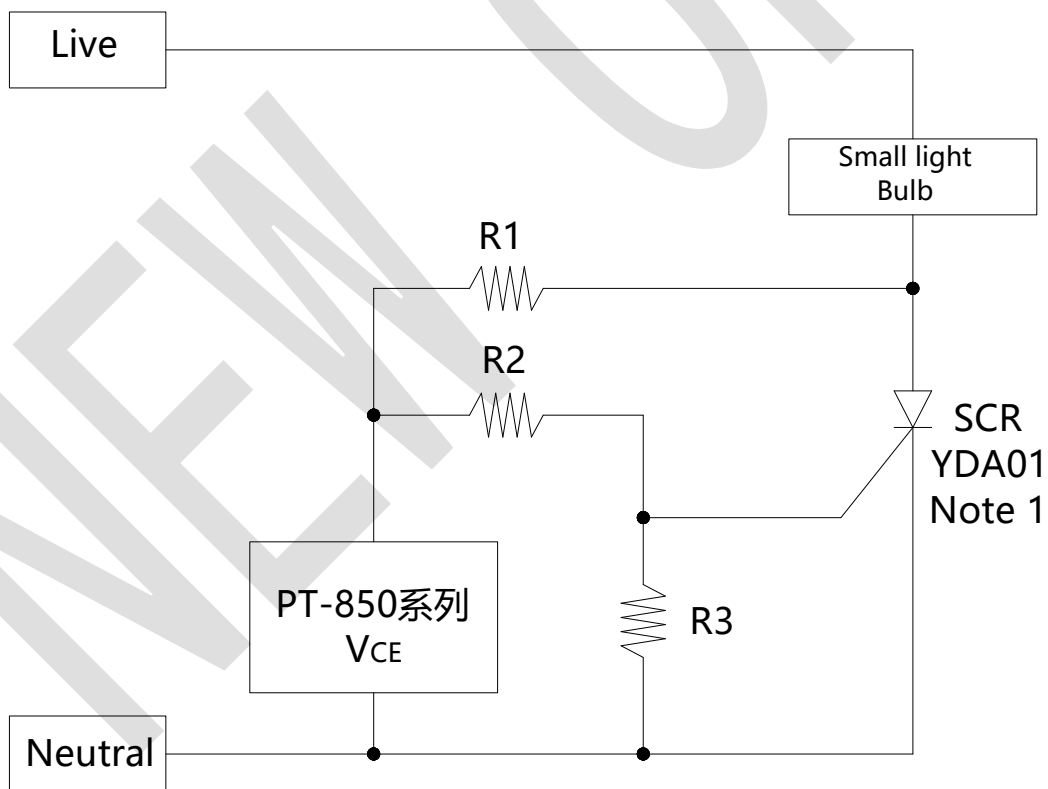 Live
Small light
Bulb
R1
R2
SCR
YDA01
Note 1
PT-850系列
VCE
R3
Neutral
NEW